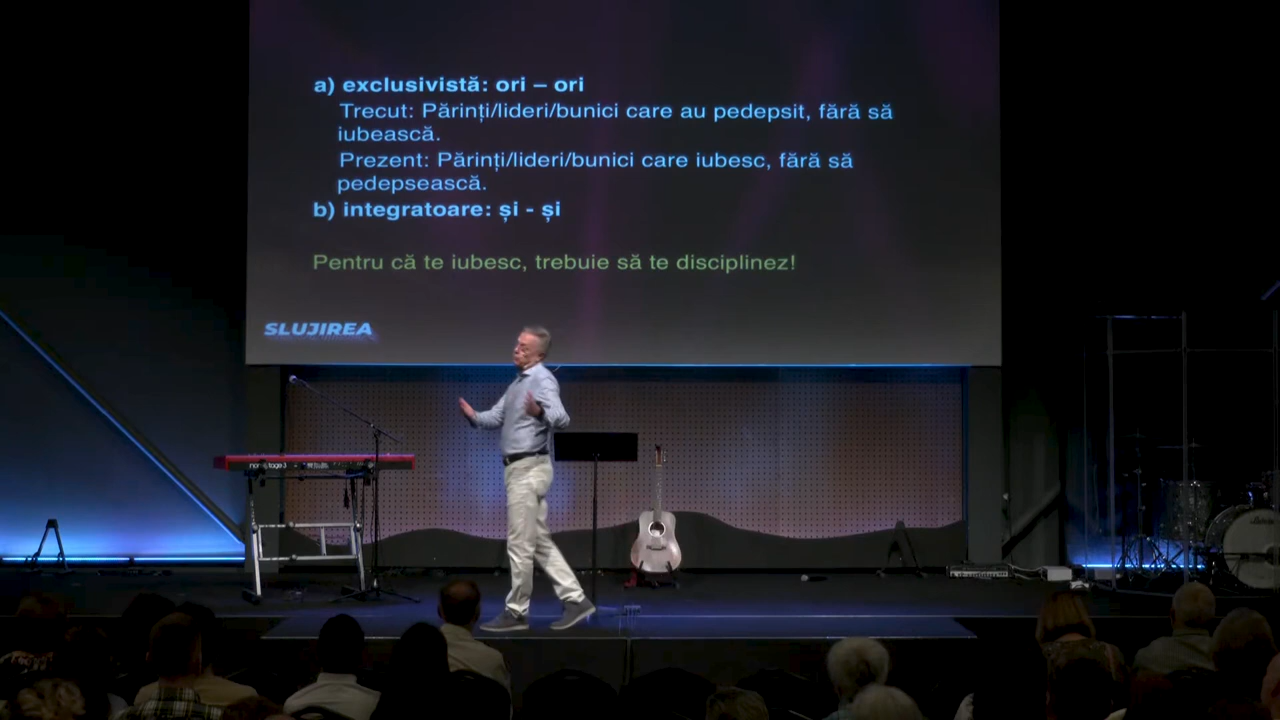 a) exclusivistă: ori – ori
Trecut: Părinți/lideri/bunici care au pedepsit, fără să
iubească.
Prezent: Părinți/lideri/bunici care iubesc, fără să
pedepsească.
b) integratoare: și - și
Pentru că te iubesc, trebuie să te disciplinez!
SLUJIREA